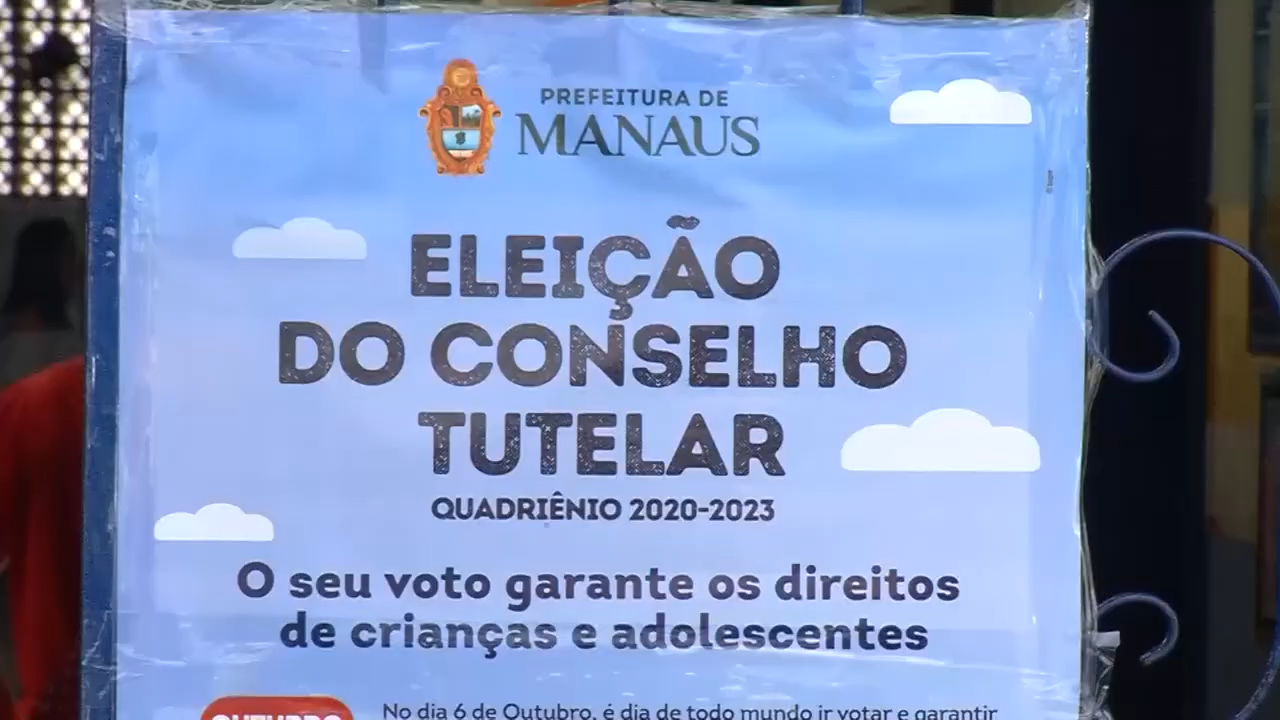 PREFEITURA DE
MANAUS
ELEIÇÃO
DO CONSELHO
TUTELAR
QUADRIÊNIO 2020-2023
O seu voto garante os direitos
de crianças e adolescentes
OUTUBRO
No dia 6 de Outubro, é dia de todo mundo ir votar e garantir